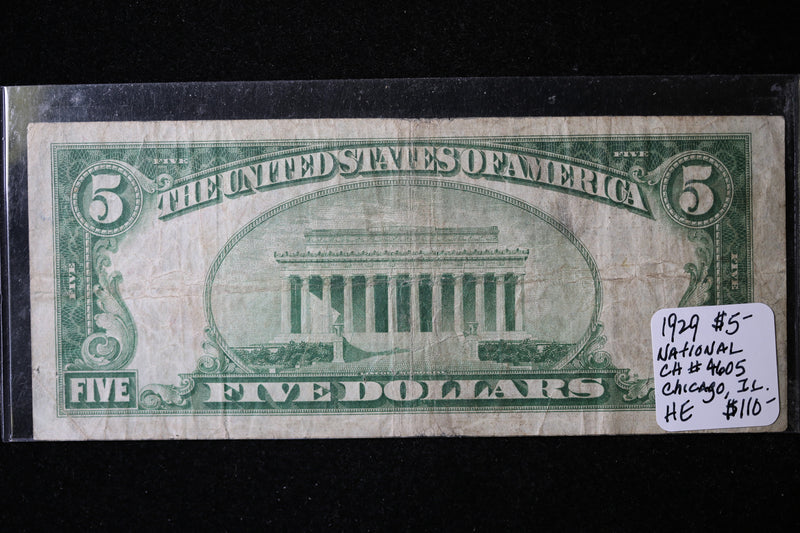 FIVE FIVE
5 THE UNITED STATES OF AMERICA 5
FIVE FIVE
FIVE FIVE DOLLARS
1929 $5-
NATIONAL
CH # 4605
Chicago, IL.
HE $110-